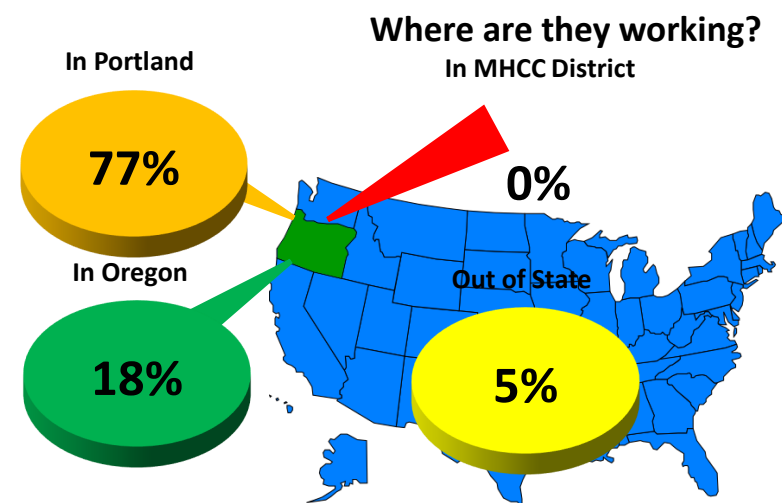 Where are they working?
In Portland
In MHCC District
77%
0%
In Oregon
Out of State
18%
5%